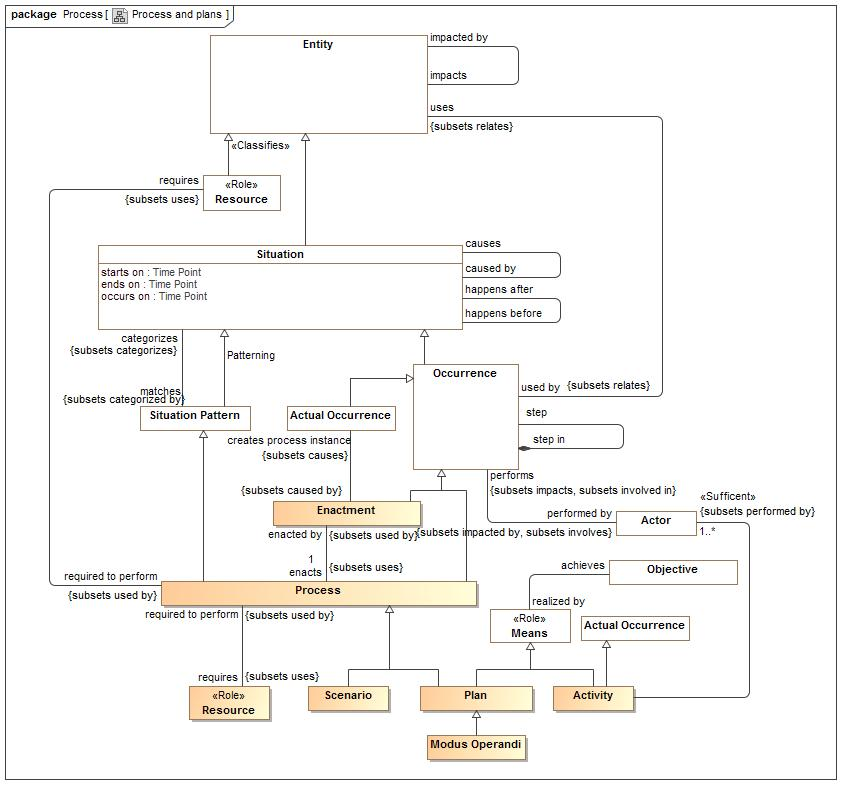 package Process [ Process and plans ]
Entity
impacted by
impacts
uses
{subsets relates}
«Classifies»
requires
{subsets uses}
«Role»
Resource
Situation
starts on : Time Point
ends on : Time Point
occurs on : Time Point
causes
caused by
happens after
happens before
categorizes
{subsets categorizes}
Patterning
matches
{subsets categorized by}
Situation Pattern
Actual Occurrence
Occurrence
used by {subsets relates}
step
step in
creates process instance
{subsets causes}
{subsets caused by}
Enactment
performs
{subsets impacts, subsets involved in}
performed by
{subsets impacted by, subsets involves}
Actor
«Sufficent»
{subsets performed by}
1..*
enacted by {subsets used by}
1
enacts {subsets uses}
required to perform
{subsets used by}
Process
achieves
Objective
realized by
«Role»
Means
Actual Occurrence
required to perform {subsets used by}
requires {subsets uses}
«Role»
Resource
Scenario
Plan
Activity
Modus Operandi